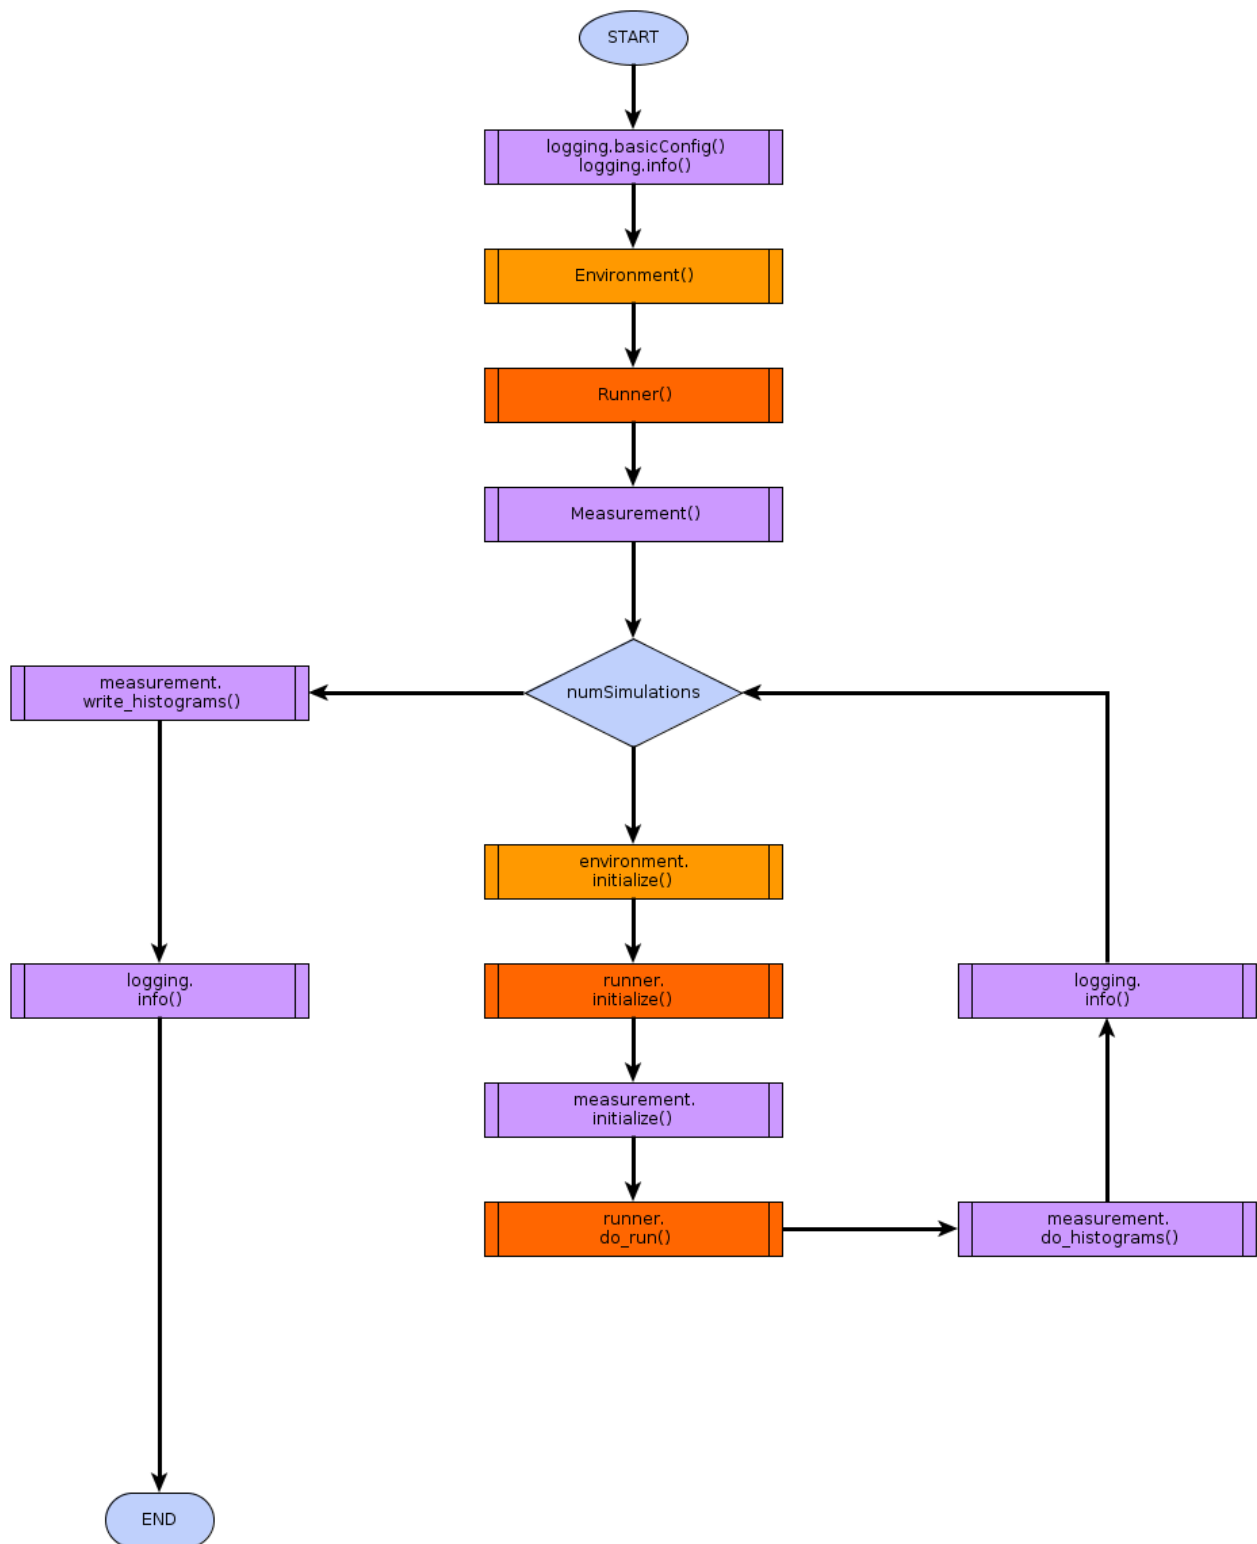 START
logging.basicConfig()
logging.info()
Environment()
Runner()
Measurement()
numSimulations
measurement.
write_histograms()
environment.
initialize()
logging.
info()
runner.
initialize()
logging.
info()
measurement.
initialize()
runner.
do_run()
measurement.
do_histograms()
END